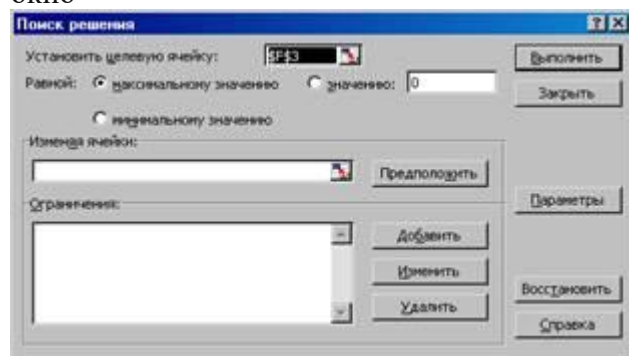 окно
Поиск решения
Установить целевую ячейку: $F$3 Выполнить
Равной: максимальному значению значению: 0 Закрыть
минимальному значению
Изменяя ячейки:
Предположить
Параметры
Ограничения:
Добавить
Изменить
Восстановить
Удалить
Справка